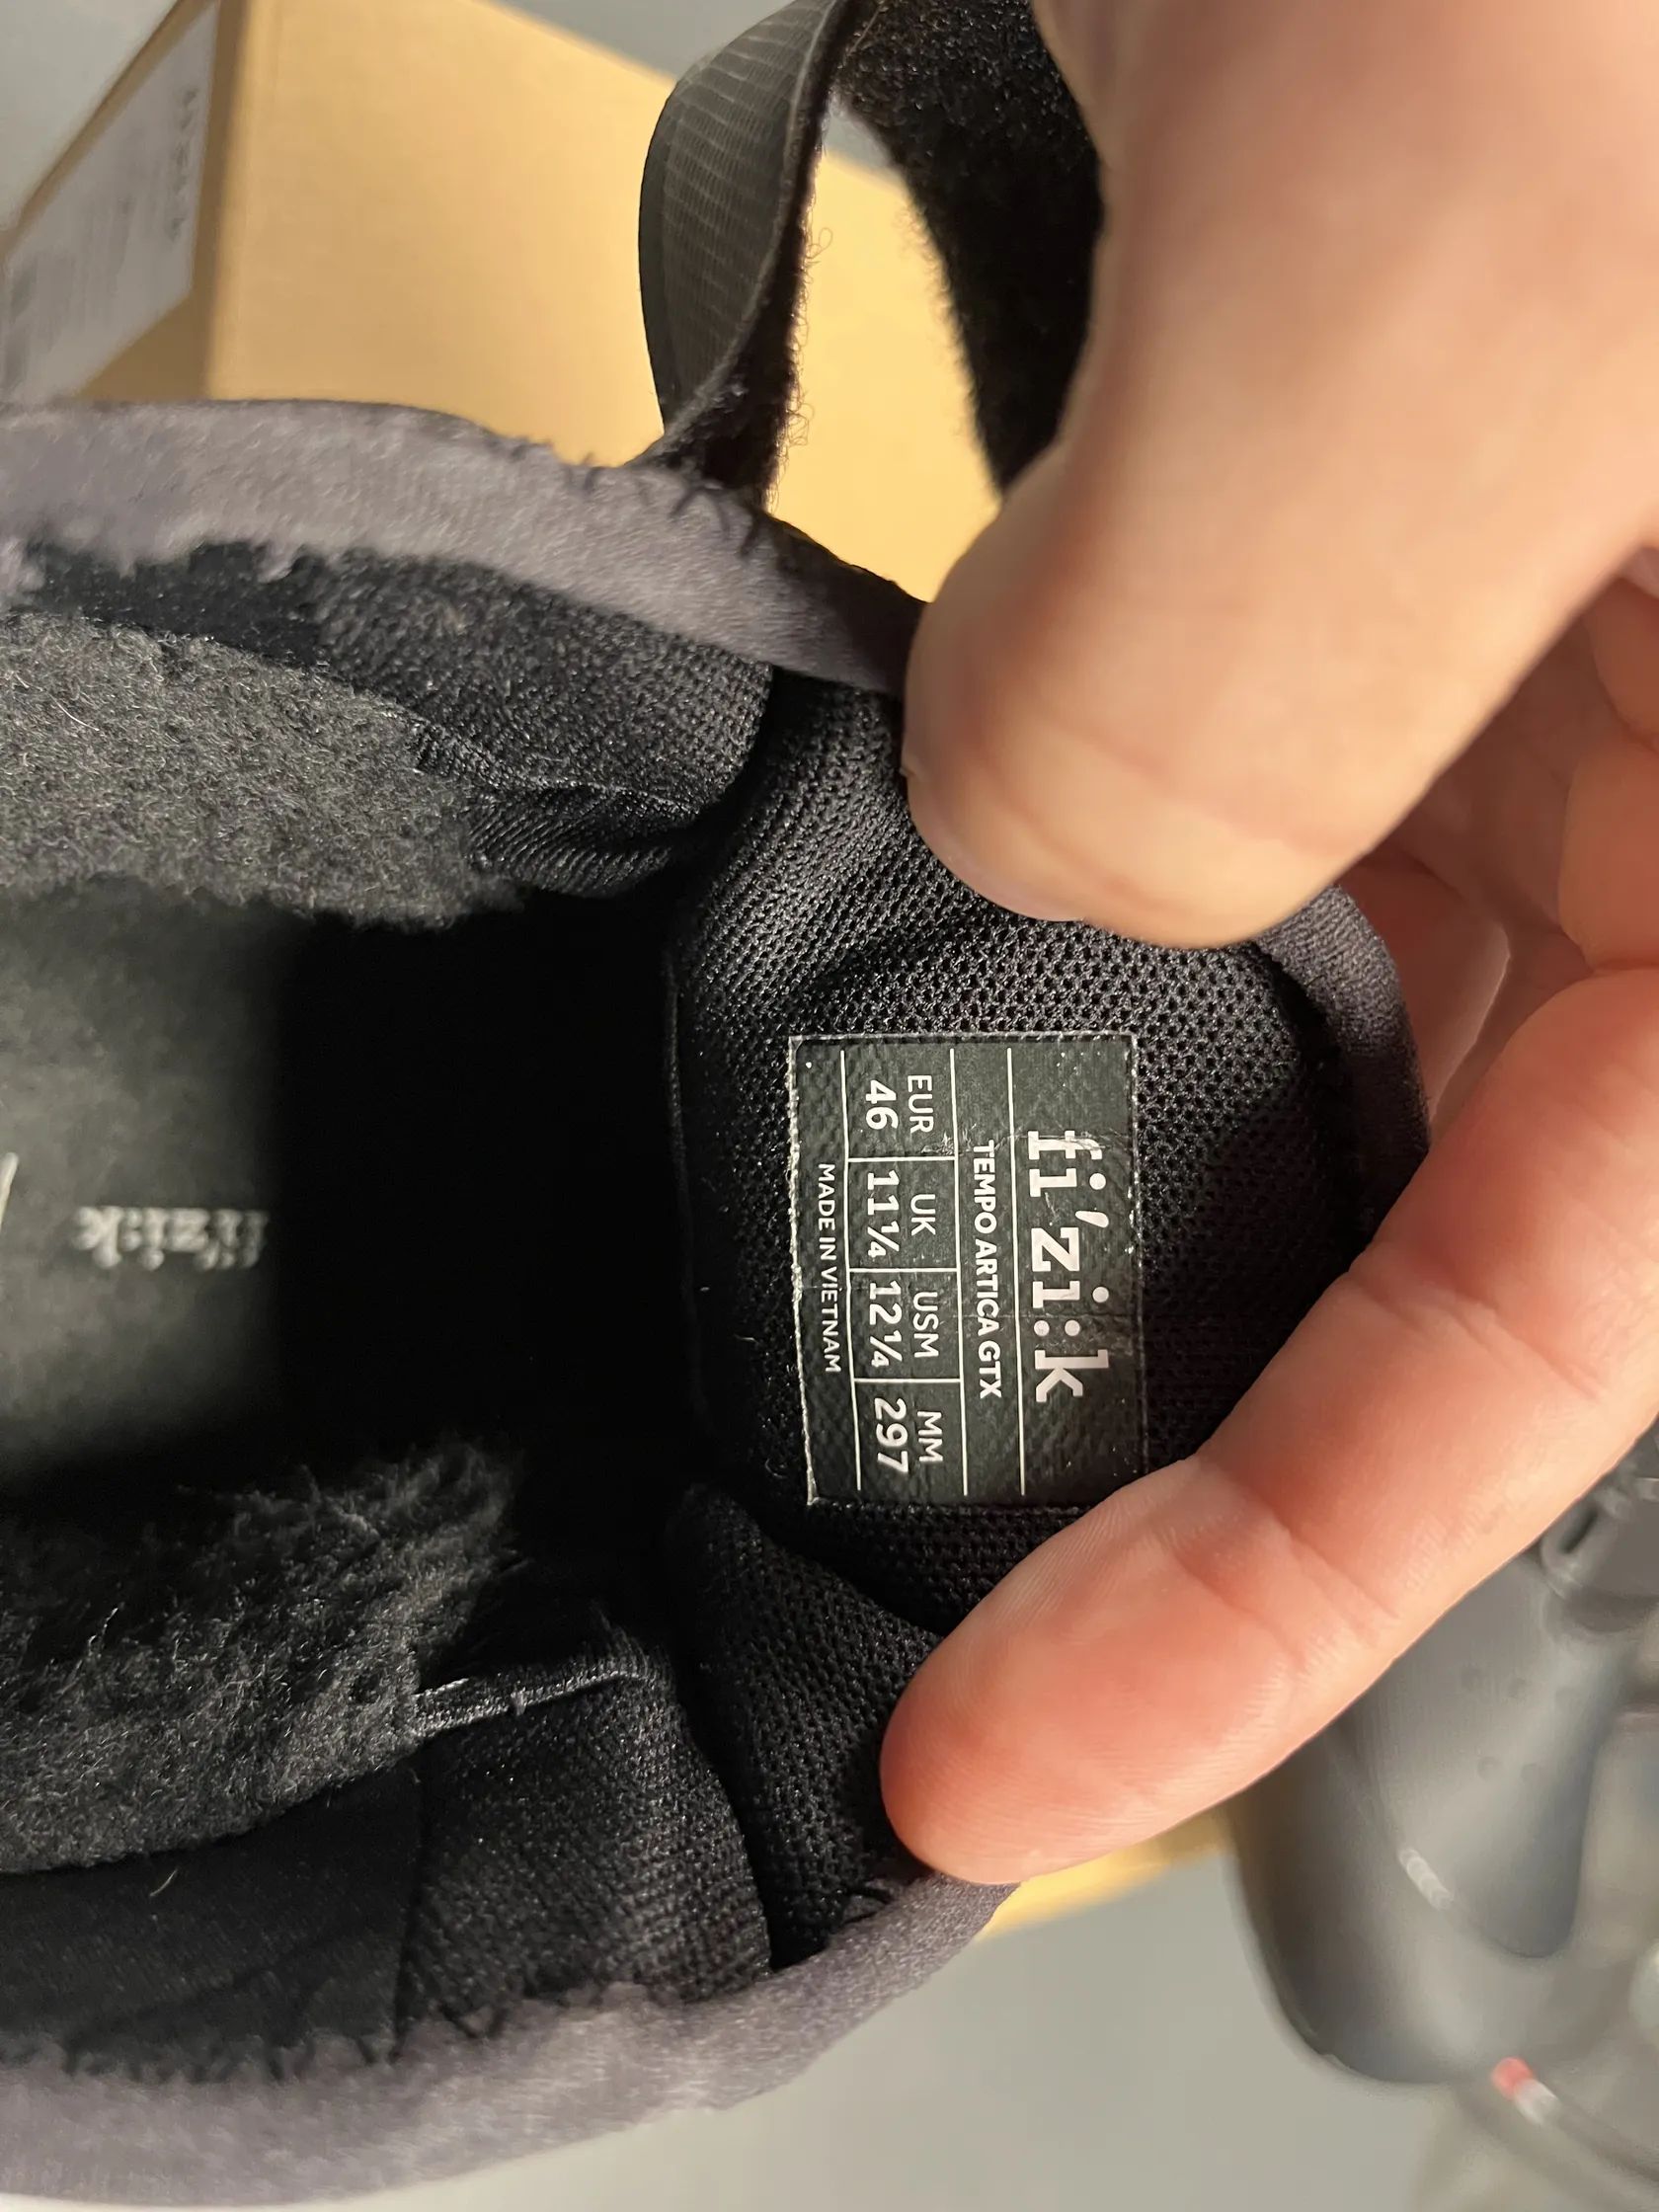 fi'zi:k
TEMPO ARTICA GTX
EUR UK USM MM
46 11¼ 12¼ 297
MADE IN VIETNAM
fi'zi:k